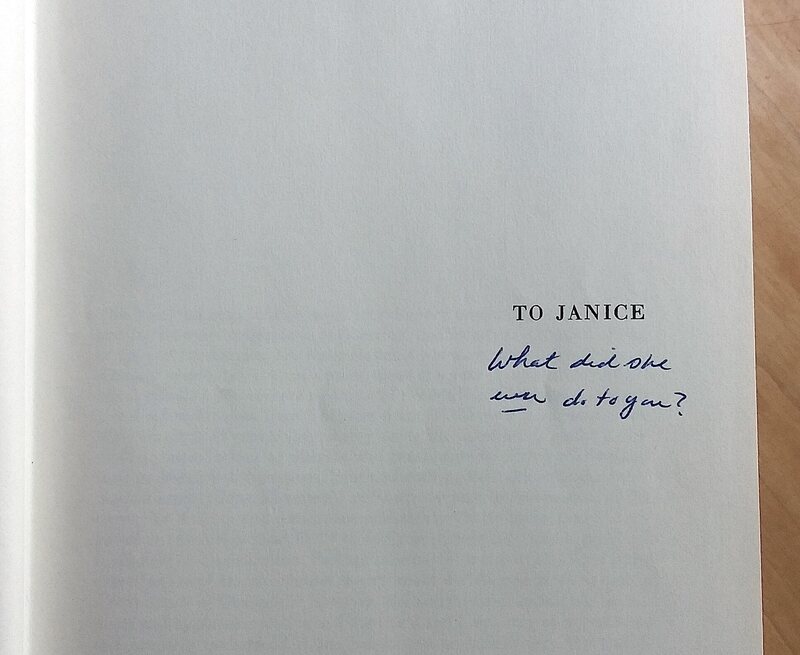 TO JANICE
What did she
ever do to you?